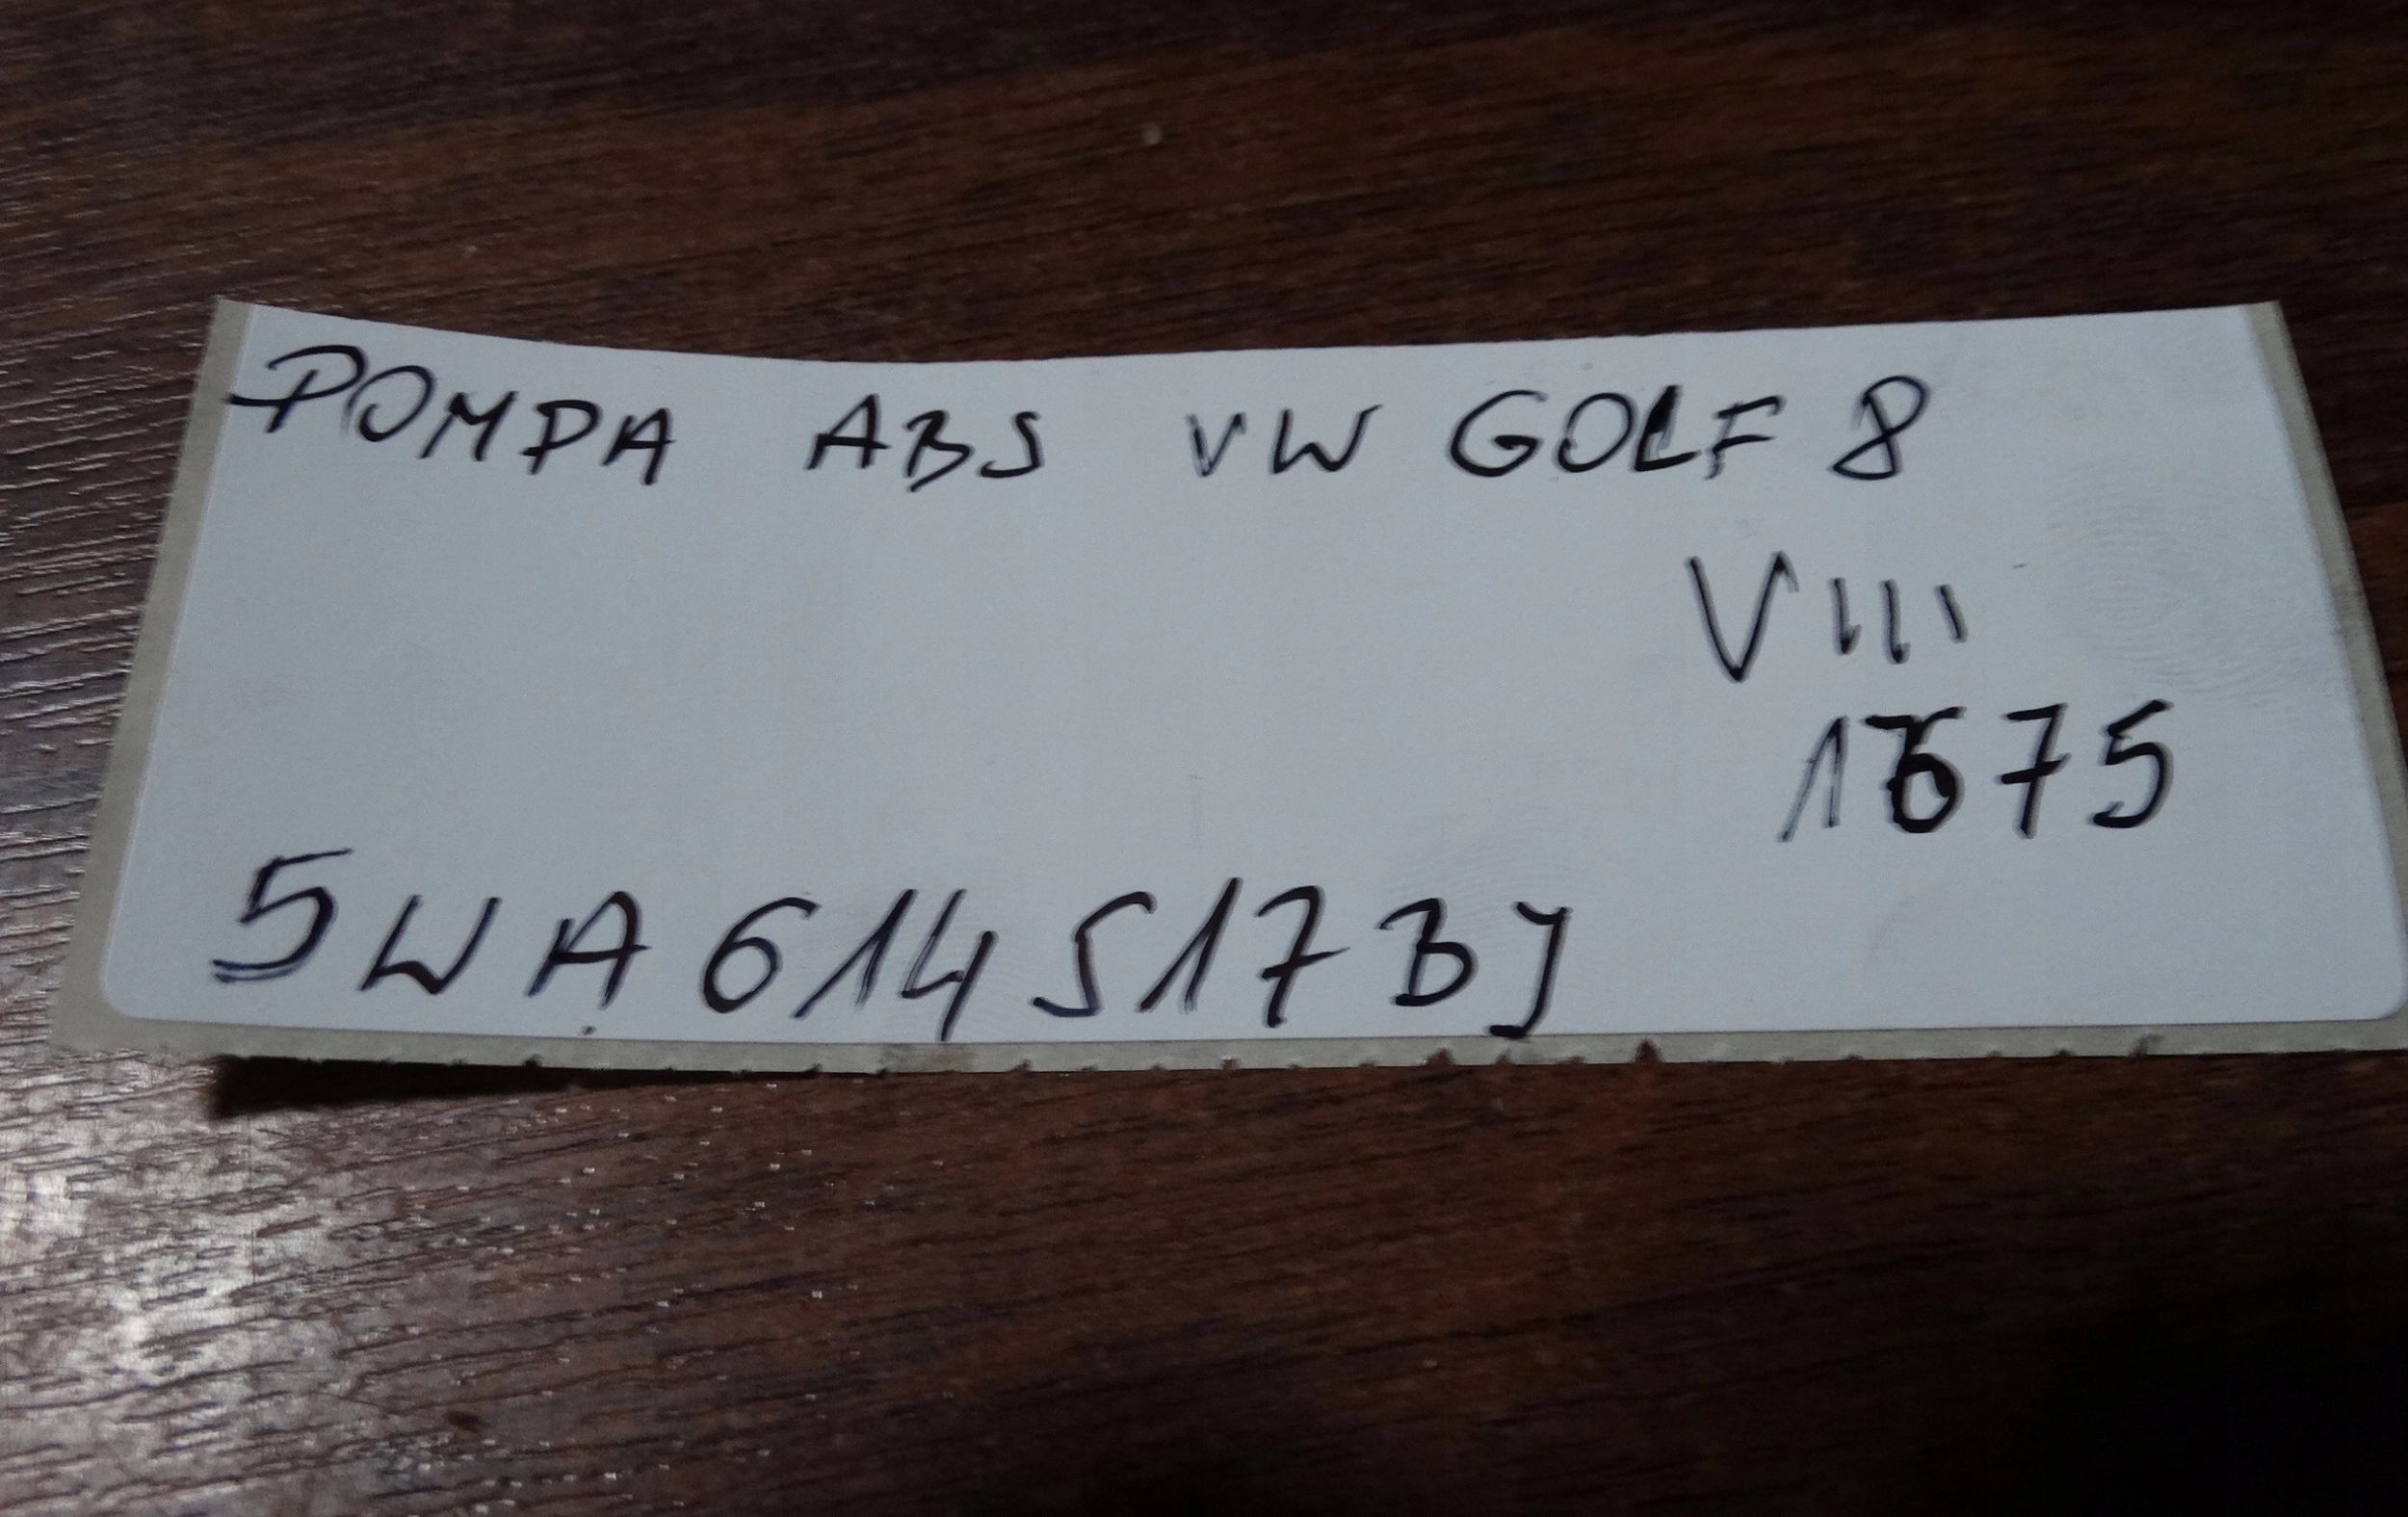 POMPA ABS VW GOLF 8
VIII
1675
5WA614517BJ